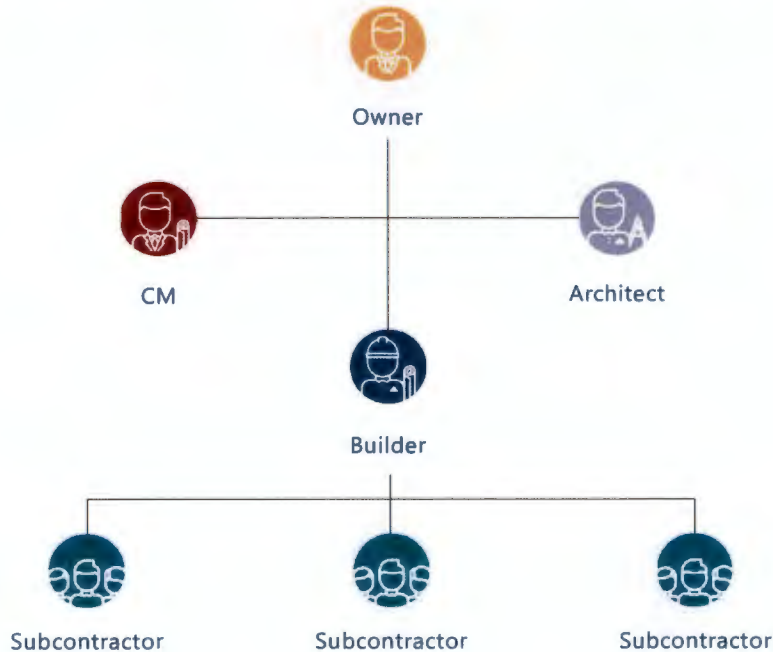 Owner
CM
Architect
Builder
Subcontractor Subcontractor Subcontractor